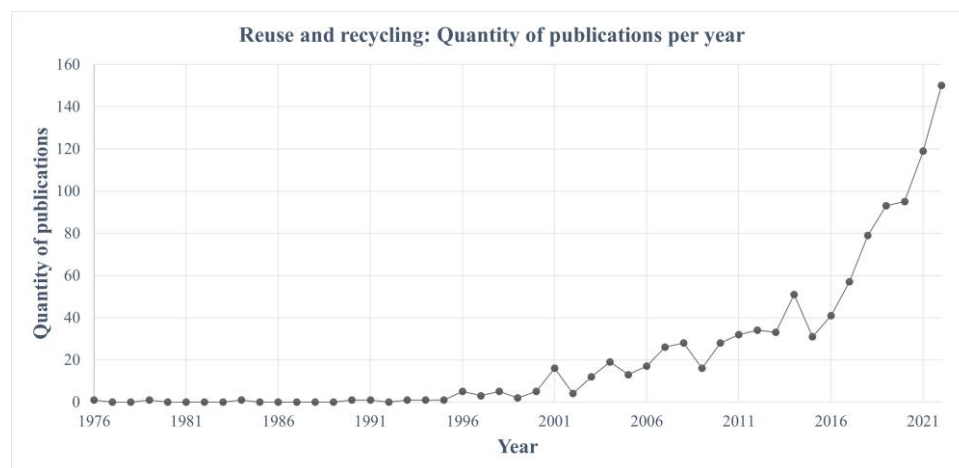 Reuse and recycling: Quantity of publications per year
160
140
120
100
80
60
40
20
0
Quantity of publications
1976 1981 1986 1991 1996 2001 2006 2011 2016 2021
Year